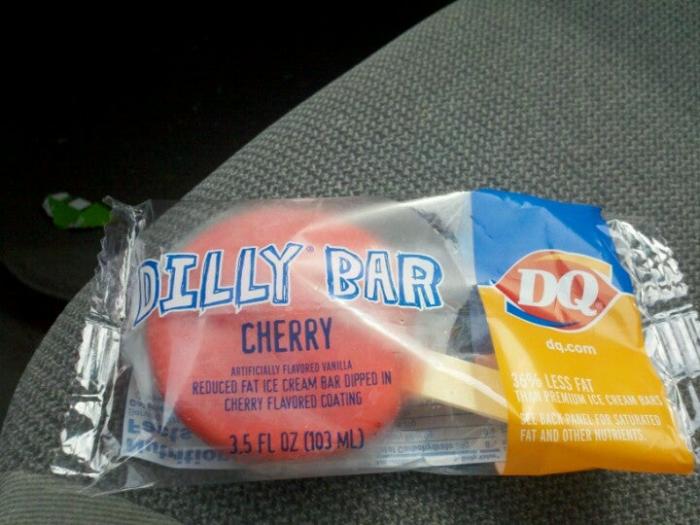 DILLY BAR
CHERRY
ARTIFICIALLY FLAVORED VANILLA
REDUCED FAT ICE CREAM BAR DIPPED IN
CHERRY FLAVORED COATING
3.5 FL OZ (103 ML)
DQ
dq.com
36% LESS FAT
THAN PREMIUM ICE CREAM BARS
SEE BACK PANEL FOR SATURATED
FAT AND OTHER NUTRIENTS.
Nutrition
Facts